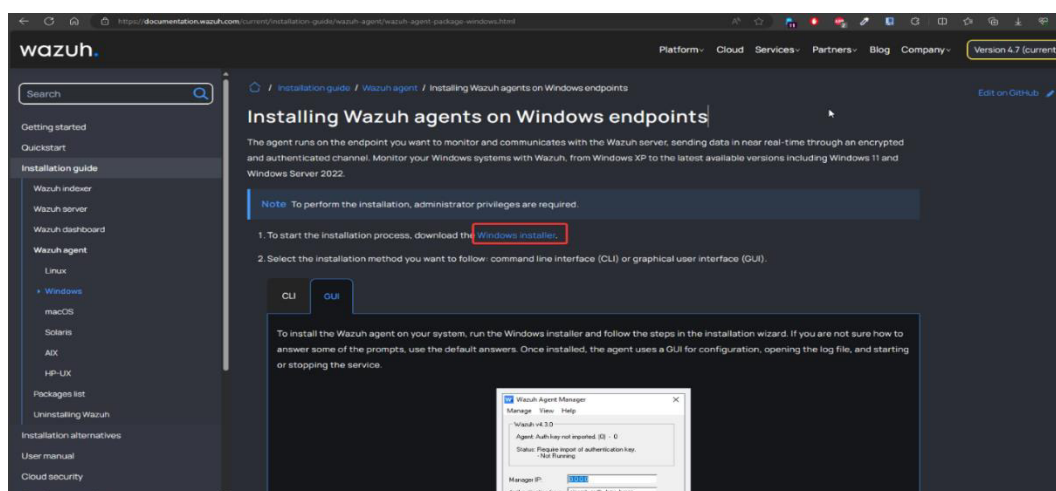 https://documentation.wazuh.com/current/installation-guide/wazuh-agent/wazuh-agent-package-windows.html
wazuh.
Platform Cloud Services Partners Blog Company Version 4.7 (current
Search
/ Installation guide / Wazuh agent / Installing Wazuh agents on Windows endpoints
Edit on GitHub
Getting started
Quickstart
Installation guide
Wazuh indexer
Wazuh server
Wazuh dashboard
Wazuh agent
Linux
Windows
macOS
Solaris
AIX
HP-UX
Packages list
Uninstalling Wazuh
Installation alternatives
User manual
Cloud security
Installing Wazuh agents on Windows endpoints
The agent runs on the endpoint you want to monitor and communicates with the Wazuh server, sending data in near real-time through an encrypted
and authenticated channel. Monitor your Windows systems with Wazuh, from Windows XP to the latest available versions including Windows 11 and
Windows Server 2022.
Note To perform the installation, administrator privileges are required.
1. To start the installation process, download the Windows installer.
2. Select the installation method you want to follow: command line interface (CLI) or graphical user interface (GUI).
CLI GUI
To install the Wazuh agent on your system, run the Windows installer and follow the steps in the installation wizard. If you are not sure how to
answer some of the prompts, use the default answers. Once installed, the agent uses a GUI for configuration, opening the log file, and starting
or stopping the service.
Wazuh Agent Manager
Manage View Help
Wazuh v4.3.0
Agent: Auth key not imported. (0) - 0
Status: Require import of authentication key.
- Not Running
Manager IP: 0.0.0.0